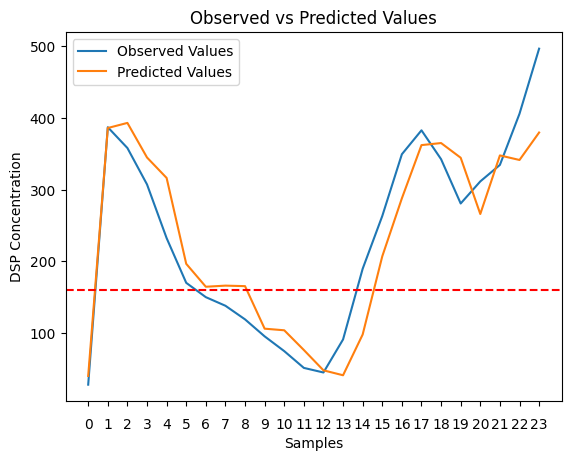 Observed vs Predicted Values
Observed Values
Predicted Values
500
400
300
200
100
DSP Concentration
0 1 2 3 4 5 6 7 8 9 10 11 12 13 14 15 16 17 18 19 20 21 22 23
Samples